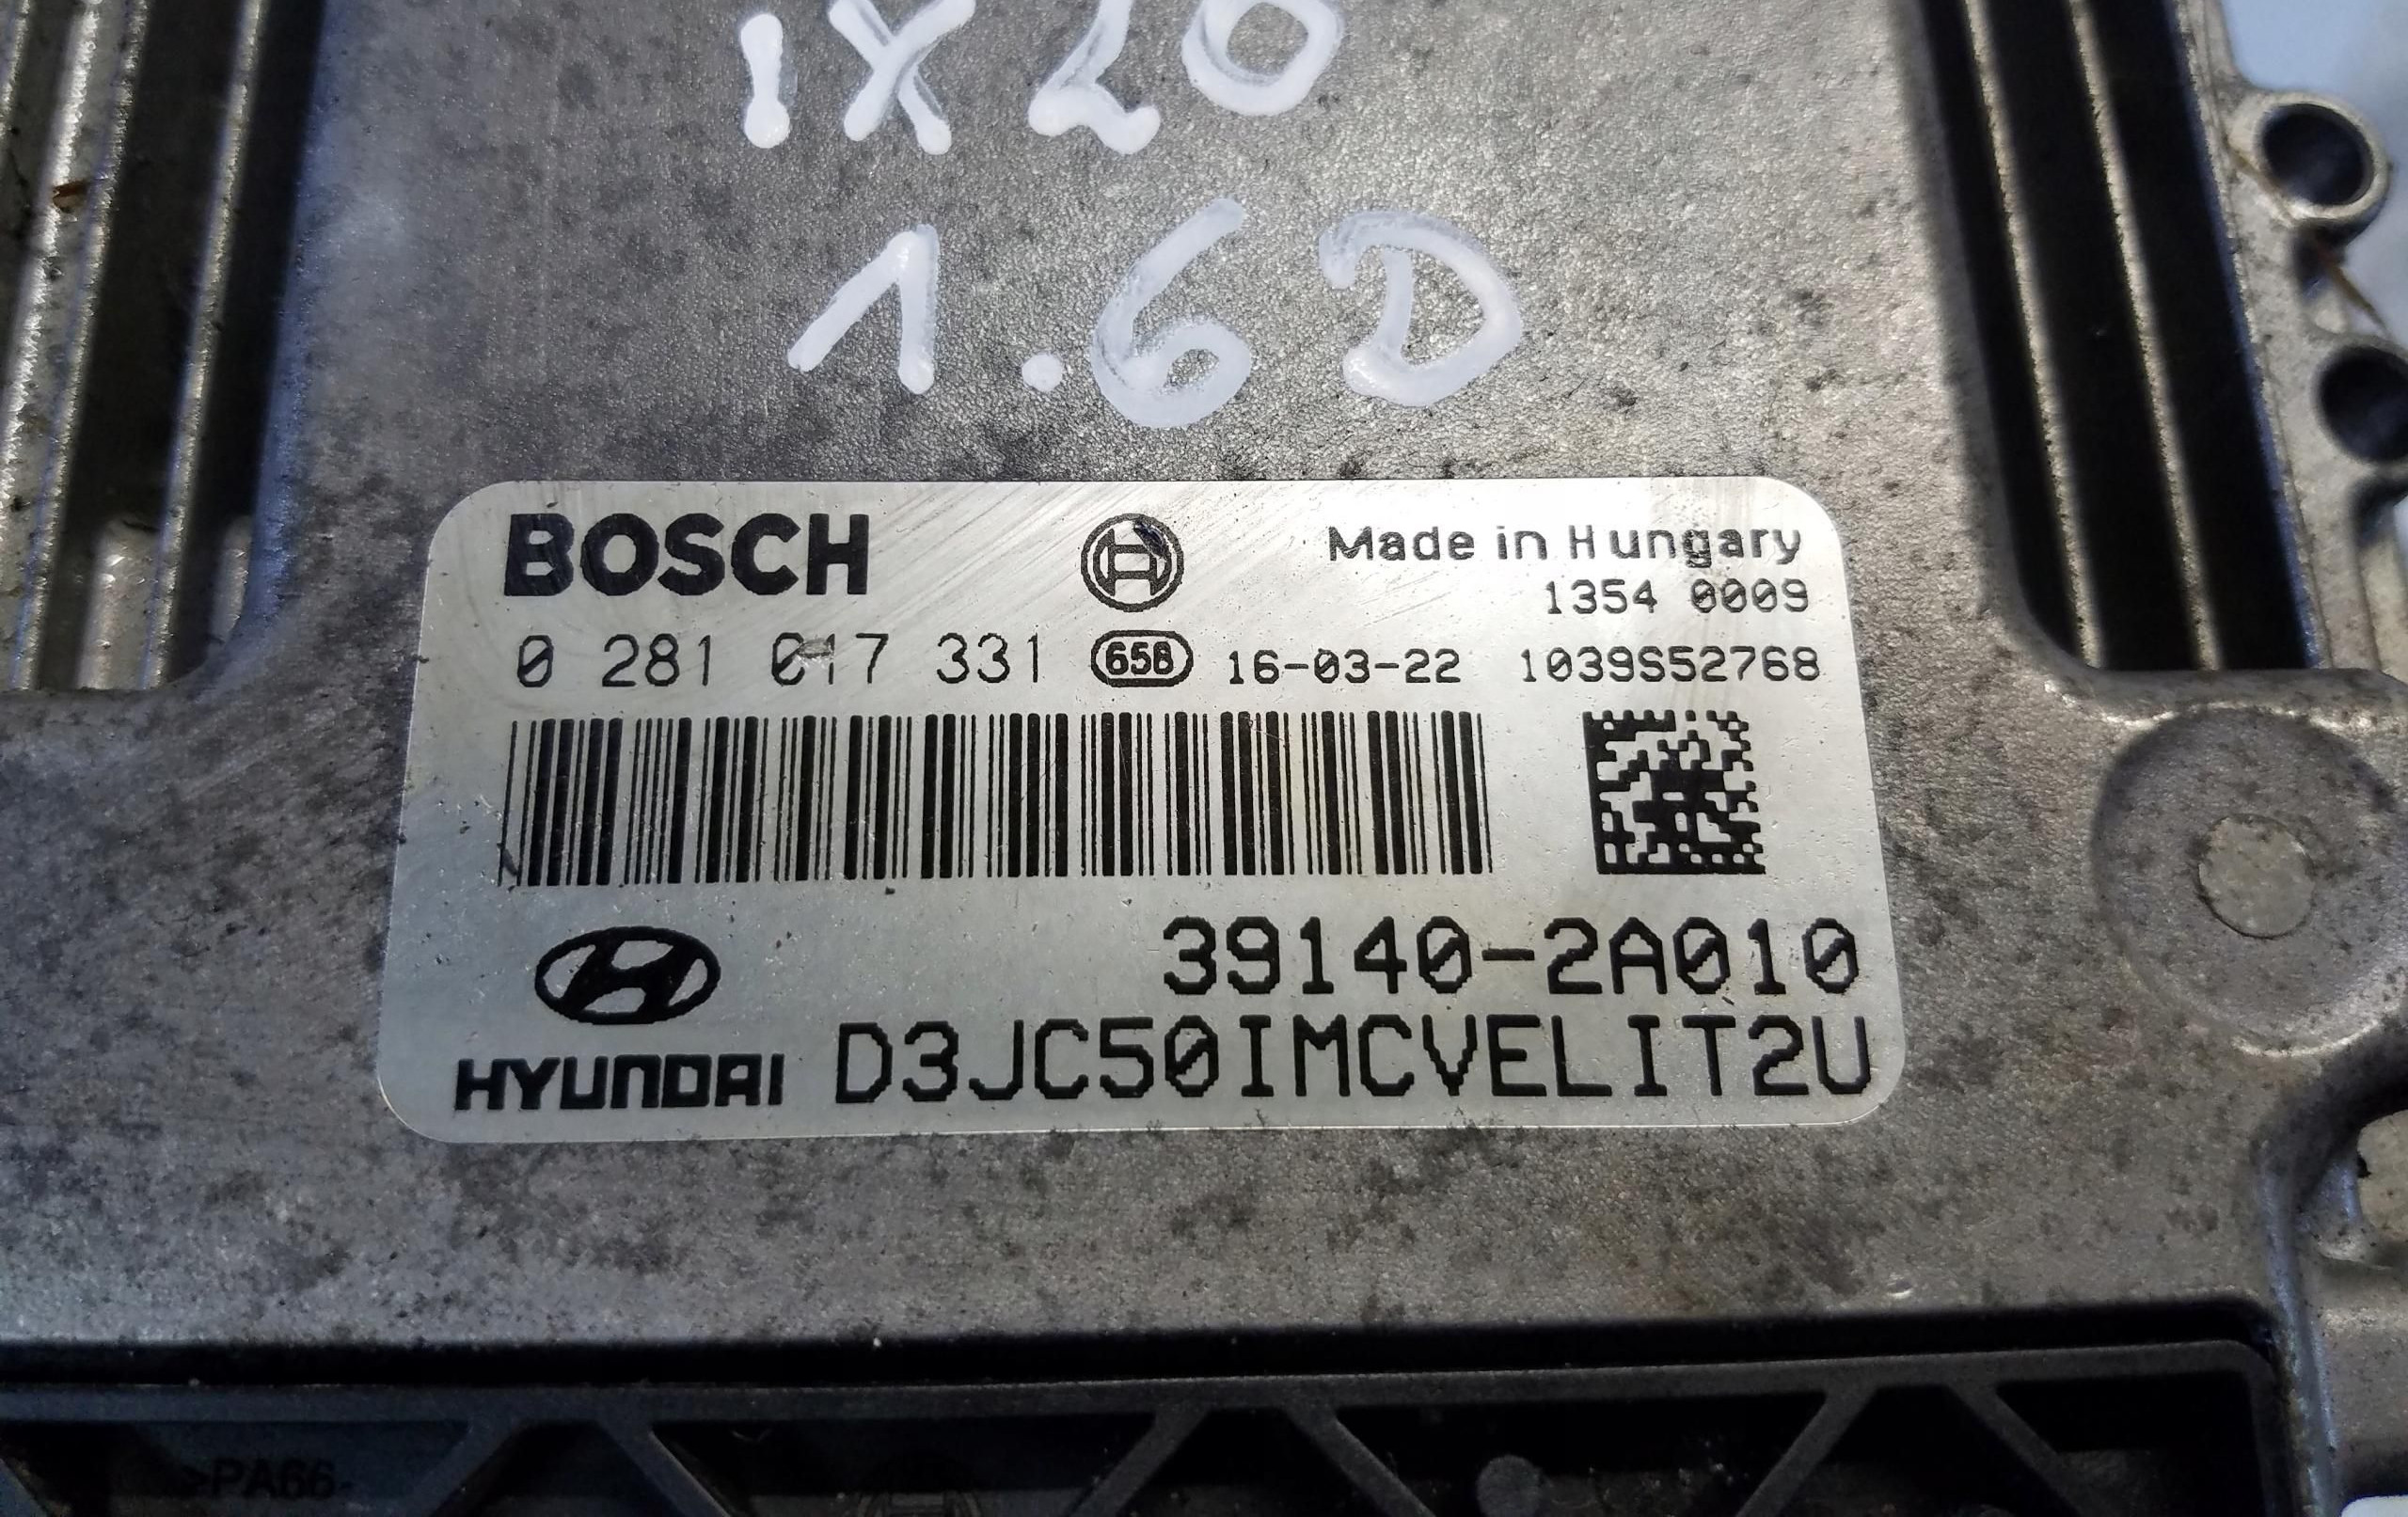 ix20
1.6D
BOSCH Made in Hungary
1354 0009
0 281 017 331 656 16-03-22 1039S52768
39140-2A010
HYUNDAI D3JC50IMCVELIT2U
>PA66-